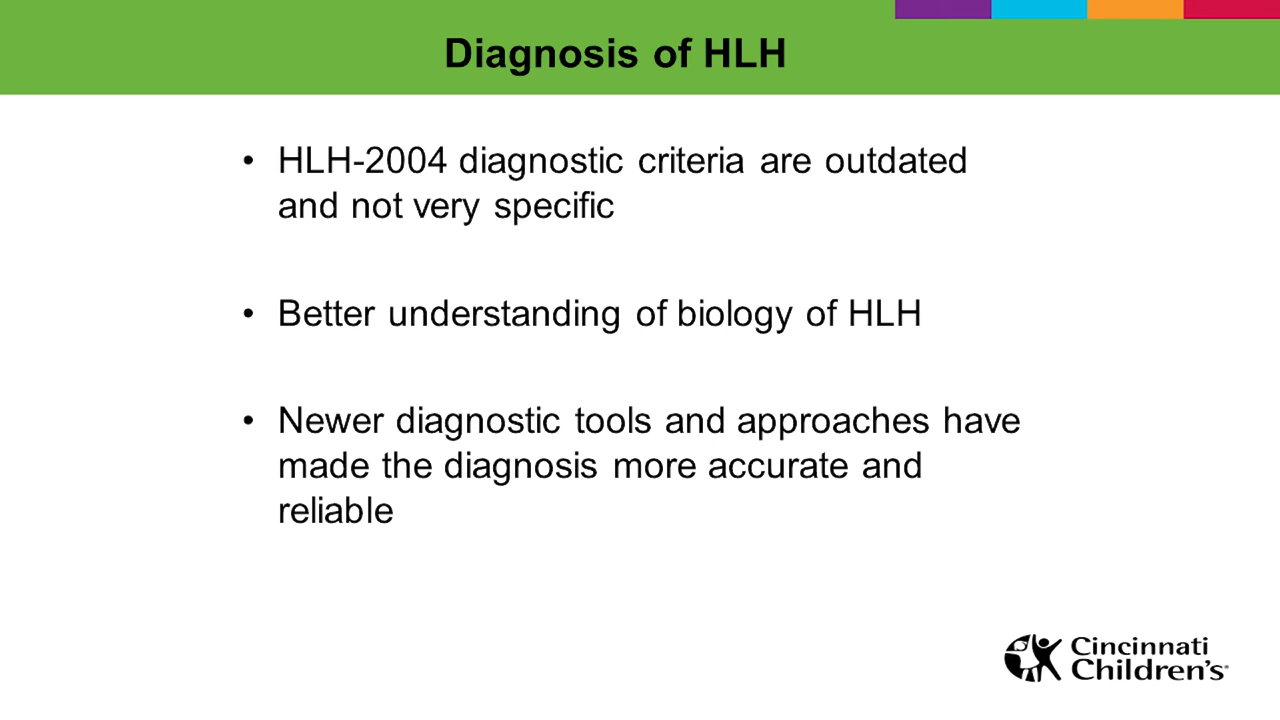 Diagnosis of HLH
• HLH-2004 diagnostic criteria are outdated
and not very specific
• Better understanding of biology of HLH
• Newer diagnostic tools and approaches have
made the diagnosis more accurate and
reliable
Cincinnati
Children's